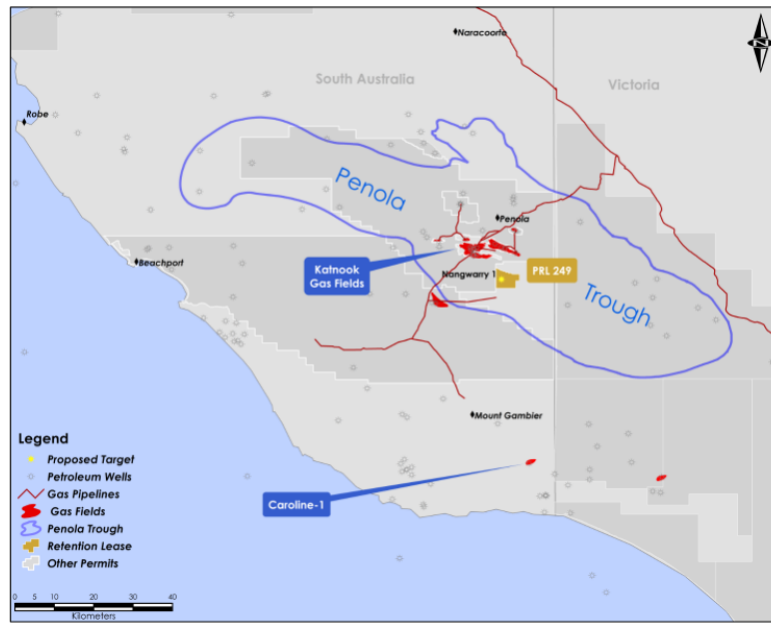 Naracoorte
N
South Australia
Victoria
Robe
Penola
Penola
Beachport
Katnook
Gas Fields
Nangwarry 1
PRL 249
Trough
Mount Gambier
Caroline-1
Legend
Proposed Target
Petroleum Wells
Gas Pipelines
Gas Fields
Penola Trough
Retention Lease
Other Permits
0 10 20 30 40
Kilometers